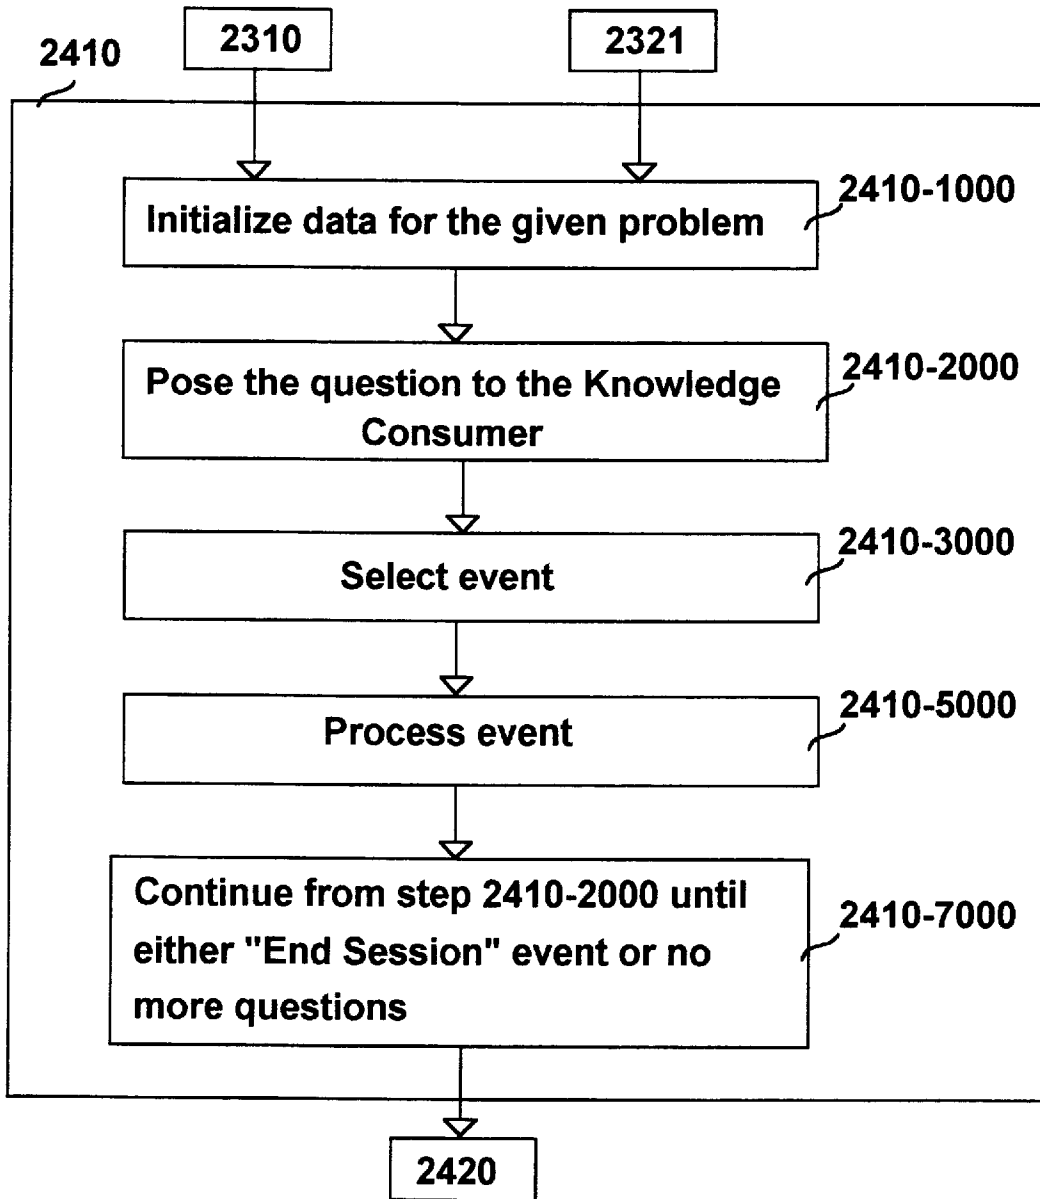 2310
2321
2410
2410-1000
Initialize data for the given problem
2410-2000
Pose the question to the Knowledge
Consumer
2410-3000
Select event
2410-5000
Process event
2410-7000
Continue from step 2410-2000 until
either "End Session" event or no
more questions
2420